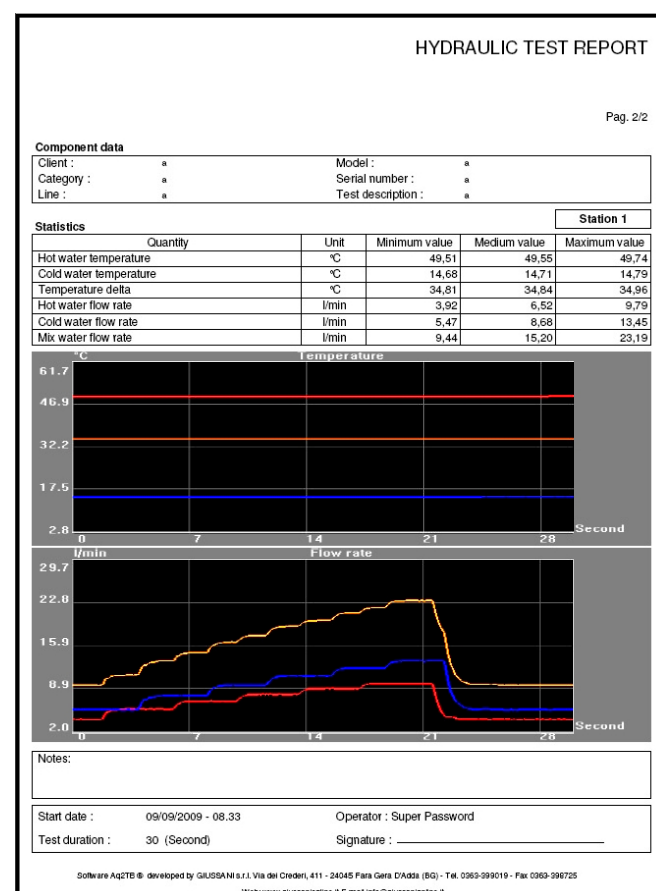 HYDRAULIC TEST REPORT
Pag. 2/2
Component data
Client : a Model : a
Category : a Serial number : a
Line : a Test description : a
Station 1
Statistics
Quantity Unit Minimum value Medium value Maximum value
Hot water temperature °C 49,51 49,55 49,74
Cold water temperature °C 14,68 14,71 14,79
Temperature delta °C 34,81 34,84 34,96
Hot water flow rate l/min 3,92 6,52 9,79
Cold water flow rate l/min 5,47 8,68 13,45
Mix water flow rate l/min 9,44 15,20 23,19
°C Temperature
61.7
46.9
32.2
17.5
2.8
0 7 14 21 28 Second
l/min Flow rate
29.7
22.8
15.9
8.9
2.0
0 7 14 21 28 Second
Notes:
Start date : 09/09/2009 - 08.33 Operator : Super Password
Test duration : 30 (Second) Signature :
Software Aq2TB ® developed by GIUSSANI s.r.l. Via dei Crederi, 411 - 24045 Fara Gera D'Adda (BG) - Tel. 0363-399019 - Fax 0363-398725